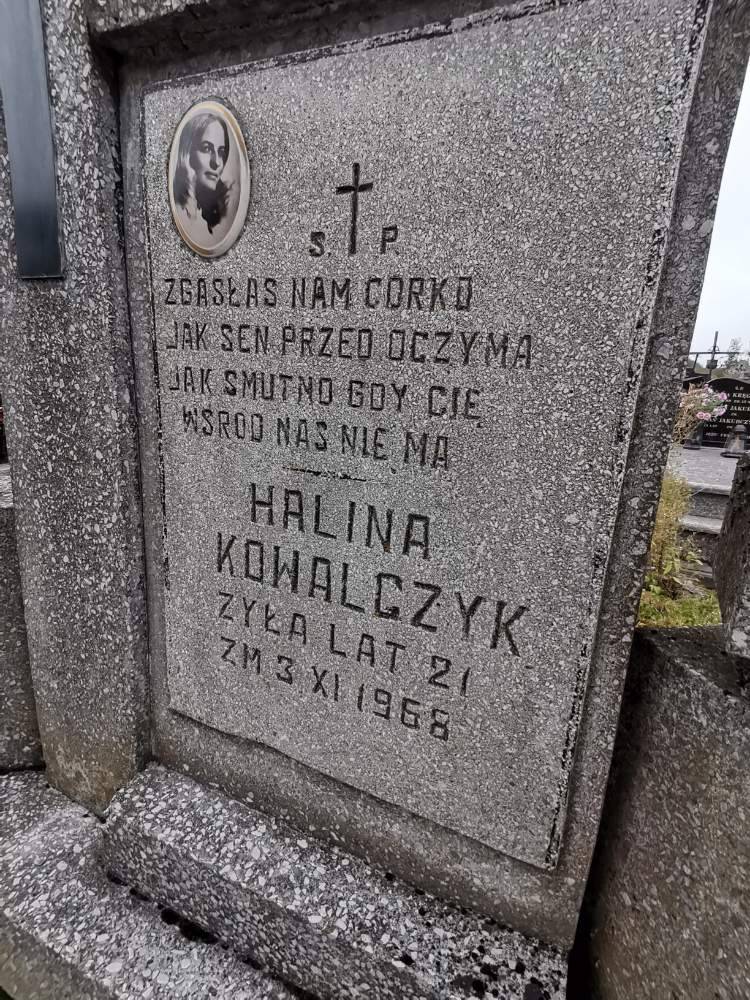 S. P.
ZGASŁAS NAM CORKO
JAK SEN PRZED OCZYMA
JAK SMUTNO GDY CIĘ
WSROD NAS NIE MA
HALINA
KOWALCZYK
ZYŁA LAT 21
ZM 3 XI 1968